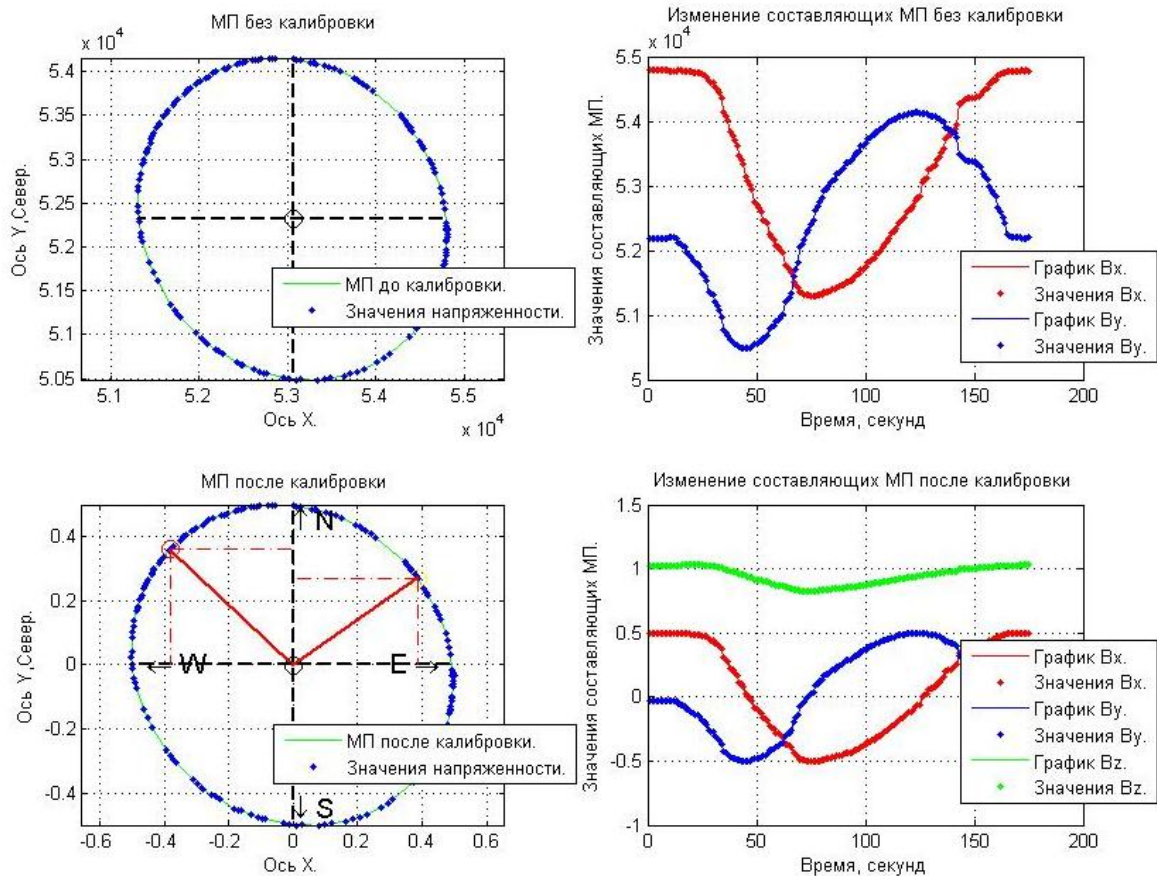 МП без калибровки
x 10⁴
5.4
5.35
5.3
5.25
5.2
5.15
5.1
5.05
Ось Y,Север.
5.1
5.2
5.3
5.4
5.5
Ось X.
x 10⁴
МП до калибровки.
Значения напряженности.
Изменение составляющих МП без калибровки
x 10⁴
5.5
5.4
5.3
5.2
5.1
5
Значения составляющих МП.
0
50
100
150
200
Время, секунд
График Bx.
Значения Bx.
График By.
Значения By.
МП после калибровки
0.4
0.2
0
-0.2
-0.4
Ось Y,Север.
↑ N
← W
E →
↓ S
-0.6
-0.4
-0.2
0
0.2
0.4
0.6
Ось X.
МП после калибровки.
Значения напряженности.
Изменение составляющих МП после калибровки
1.5
1
0.5
0
-0.5
-1
Значения составляющих МП.
0
50
100
150
200
Время, секунд
График Bx.
Значения Bx.
График By.
Значения By.
График Bz.
Значения Bz.